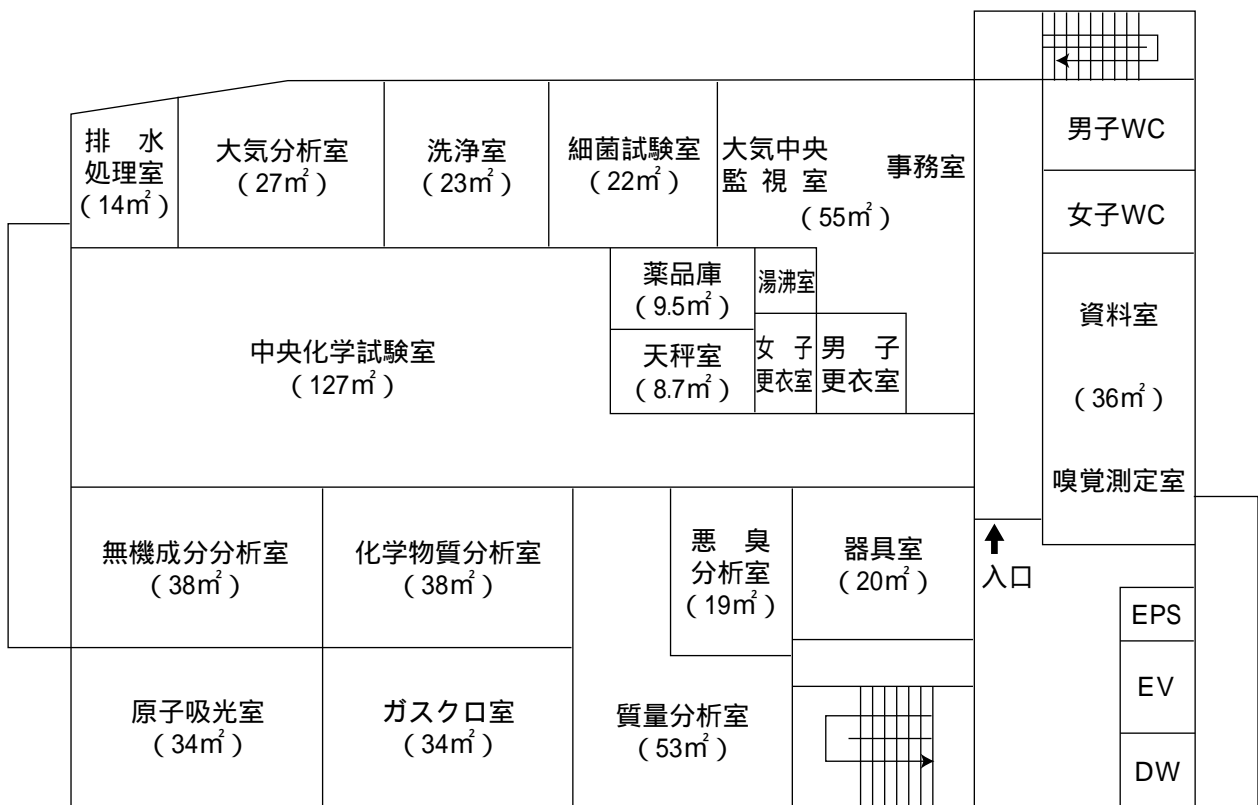 排 水
処理室
（14㎡）
大気分析室
（27㎡）
洗浄室
（23㎡）
細菌試験室
（22㎡）
大気中央
監 視 室
事務室
（55㎡）
男子WC
女子WC
薬品庫
（9.5㎡）
湯沸室
資料室
中央化学試験室
（127㎡）
天秤室
（8.7㎡）
女 子
更衣室
男 子
更衣室
（36㎡）
嗅覚測定室
無機成分分析室
（38㎡）
化学物質分析室
（38㎡）
悪 臭
分析室
（19㎡）
器具室
（20㎡）
入口
EPS
原子吸光室
（34㎡）
ガスクロ室
（34㎡）
質量分析室
（53㎡）
EV
DW